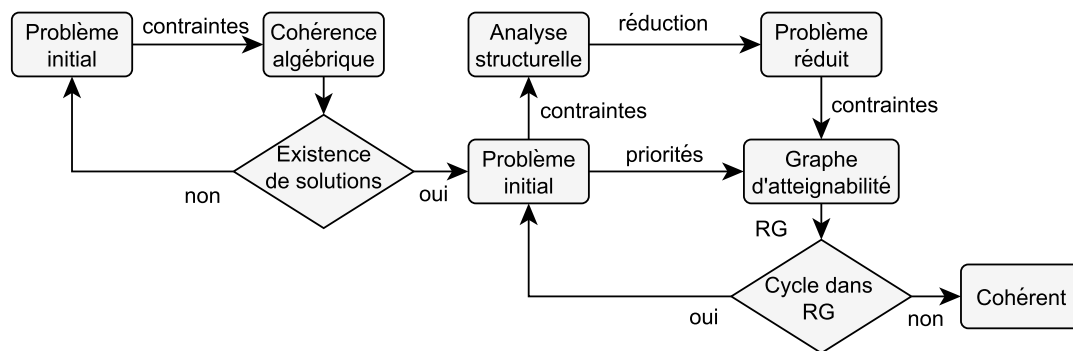 Problème
initial
contraintes
Cohérence
algébrique
Existence
de solutions
non
oui
Problème
initial
contraintes
Analyse
structurelle
réduction
Problème
réduit
contraintes
priorités
Graphe
d'atteignabilité
RG
Cycle dans
RG
oui
non
Cohérent